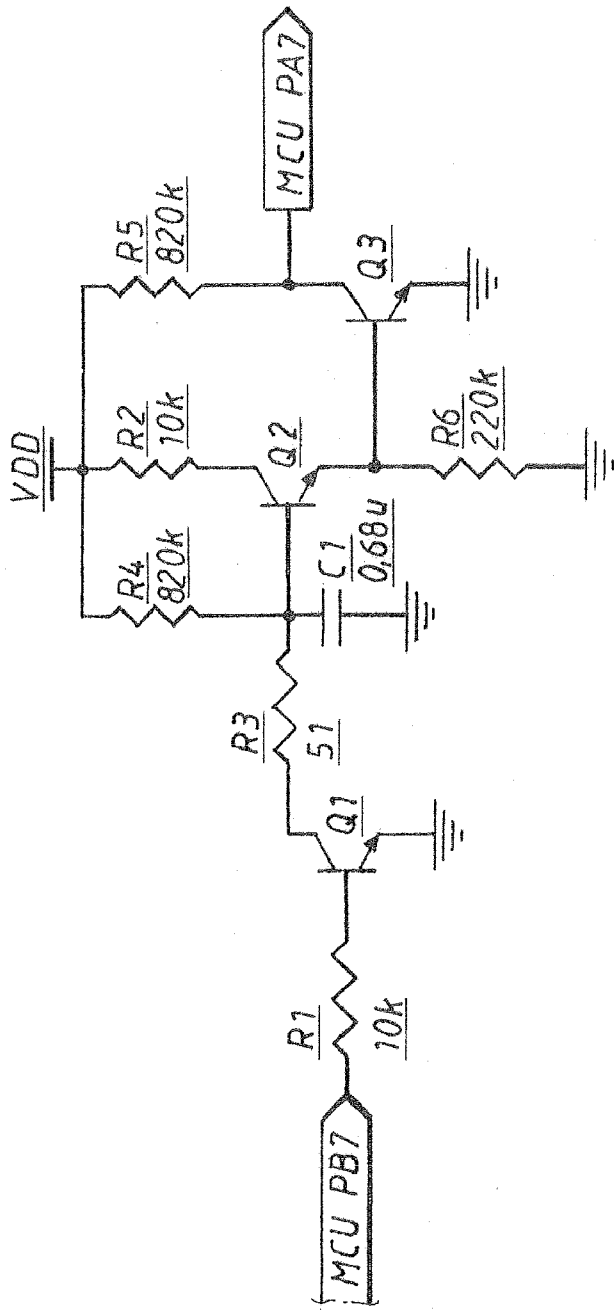 VDD
R4
820k
R2
10k
R5
820k
MCU PA7
R3
51
Q2
C1
0,68u
Q3
R6
220k
MCU PB7
R1
10k
Q1